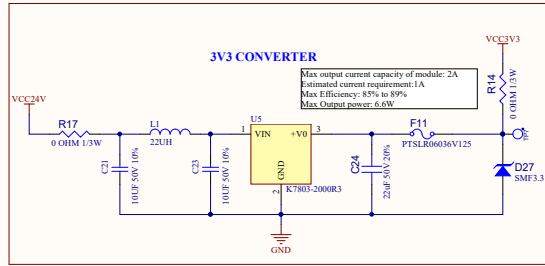 3V3 CONVERTER
VCC3V3
Max output current capacity of module: 2A
Estimated current requirement:1A
Max Efficiency: 85% to 89%
Max Output power: 6.6W
R14
0 OHM 1/3W
VCC24V
R17
0 OHM 1/3W
L1
22UH
U5
1
VIN
+V0
3
GND
2
K7803-2000R3
F11
PTSLR06036V125
TP7
C21
10UF 50V 10%
C23
10UF 50V 10%
C24
22uF 50V 20%
D27
SMF3.3
GND